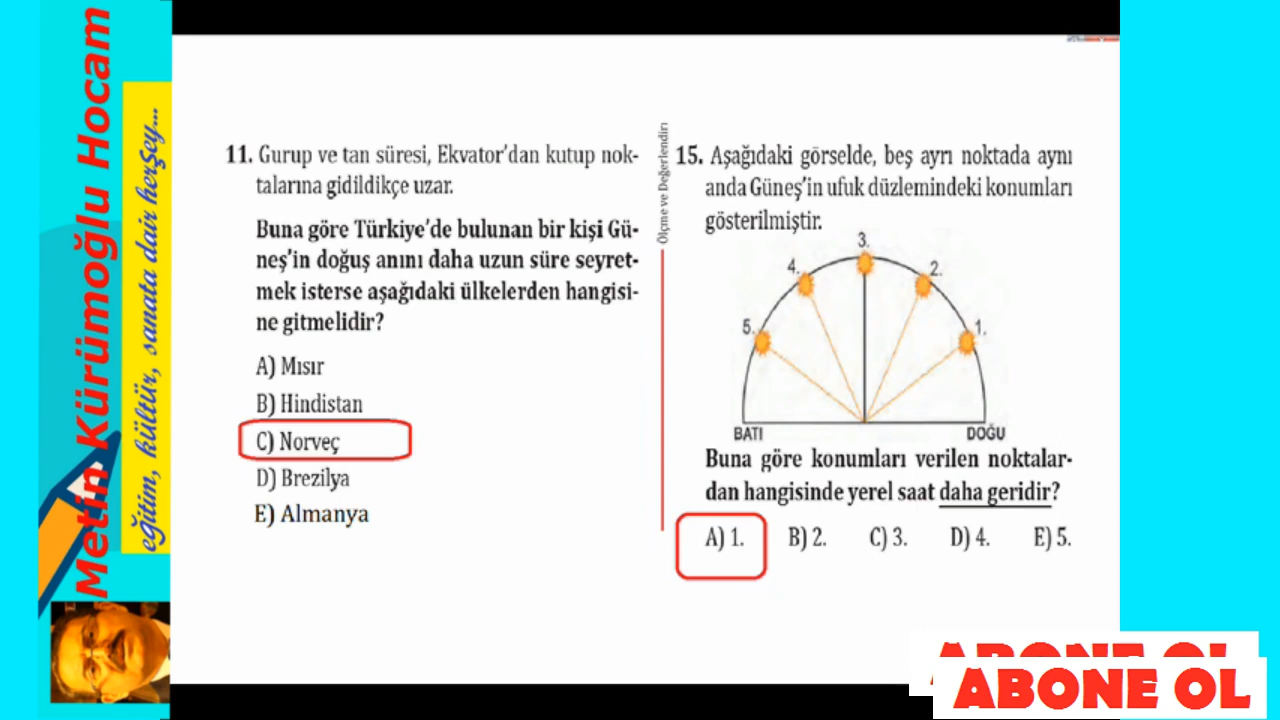 Metin Kürümoğlu Hocam
eğitim, kültür, sanata dair herşey...
11. Gurup ve tan süresi, Ekvator'dan kutup nok-
talarına gidildikçe uzar.
Buna göre Türkiye'de bulunan bir kişi Gü-
neş'in doğuş anını daha uzun süre seyret-
mek isterse aşağıdaki ülkelerden hangisi-
ne gitmelidir?
A) Mısır
B) Hindistan
C) Norveç
D) Brezilya
E) Almanya
Ölçme ve Değerlendirı
15. Aşağıdaki görselde, beş ayrı noktada aynı
anda Güneş'in ufuk düzlemindeki konumları
gösterilmiştir.
3.
4.
2.
5.
1.
BATI
DOĞU
Buna göre konumları verilen noktalar-
dan hangisinde yerel saat daha geridir?
A) 1. B) 2. C) 3. D) 4. E) 5.
ABONE OL
ABONE OL